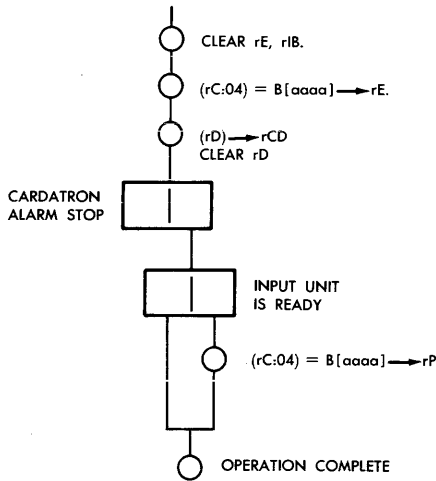 CLEAR rE, rIB.
(rC:04) = B[aaaa]→rE.
(rD)→rCD
CLEAR rD
CARDATRON
ALARM STOP
INPUT UNIT
IS READY
(rC:04) = B[aaaa]→rP
OPERATION COMPLETE